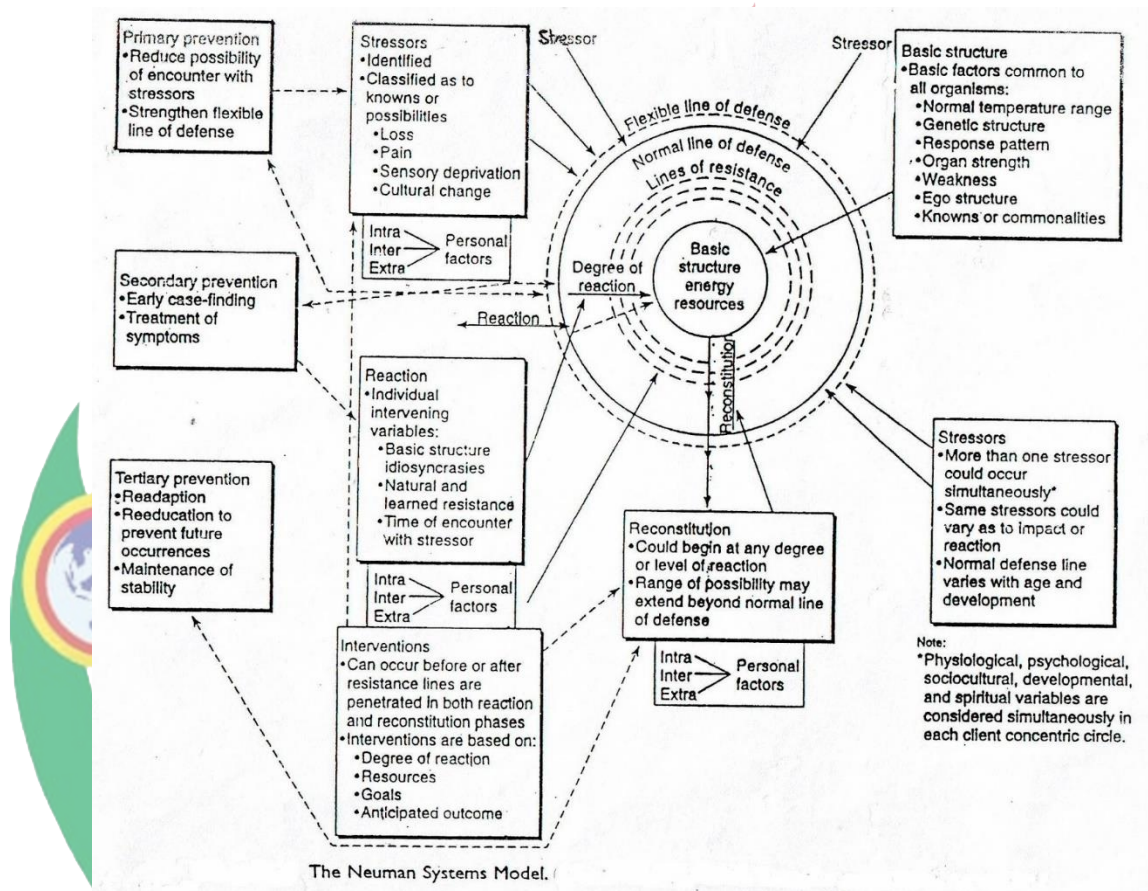 Primary prevention
•Reduce possibility
of encounter with
stressors
•Strengthen flexible
line of defense
Stressors
•Identified
•Classified as to
knowns or
possibilities
•Loss
•Pain
•Sensory deprivation
•Cultural change
Intra
Inter
Extra
Personal
factors
Stressor
Stressor
Flexible line of defense
Normal line of defense
Lines of resistance
Basic
structure
energy
resources
Degree of
reaction
Reaction
Reconstitution
Basic structure
•Basic factors common to
all organisms:
•Normal temperature range
•Genetic structure
•Response pattern
•Organ strength
•Weakness
•Ego structure
•Knowns or commonalities
Secondary prevention
•Early case-finding
•Treatment of
symptoms
Reaction
•Individual
intervening
variables:
•Basic structure
idiosyncrasies
•Natural and
learned resistance
•Time of encounter
with stressor
Intra
Inter
Extra
Personal
factors
Tertiary prevention
•Readaption
•Reeducation to
prevent future
occurrences
•Maintenance of
stability
Interventions
•Can occur before or after
resistance lines are
penetrated in both reaction
and reconstitution phases
•Interventions are based on:
•Degree of reaction
•Resources
•Goals
•Anticipated outcome
Reconstitution
•Could begin at any degree
or level of reaction
•Range of possibility may
extend beyond normal line
of defense
Intra
Inter
Extra
Personal
factors
Stressors
•More than one stressor
could occur
simultaneously*
•Same stressors could
vary as to impact or
reaction
•Normal defense line
varies with age and
development
Note:
*Physiological, psychological,
sociocultural, developmental,
and spiritual variables are
considered simultaneously in
each client concentric circle.
The Neuman Systems Model.